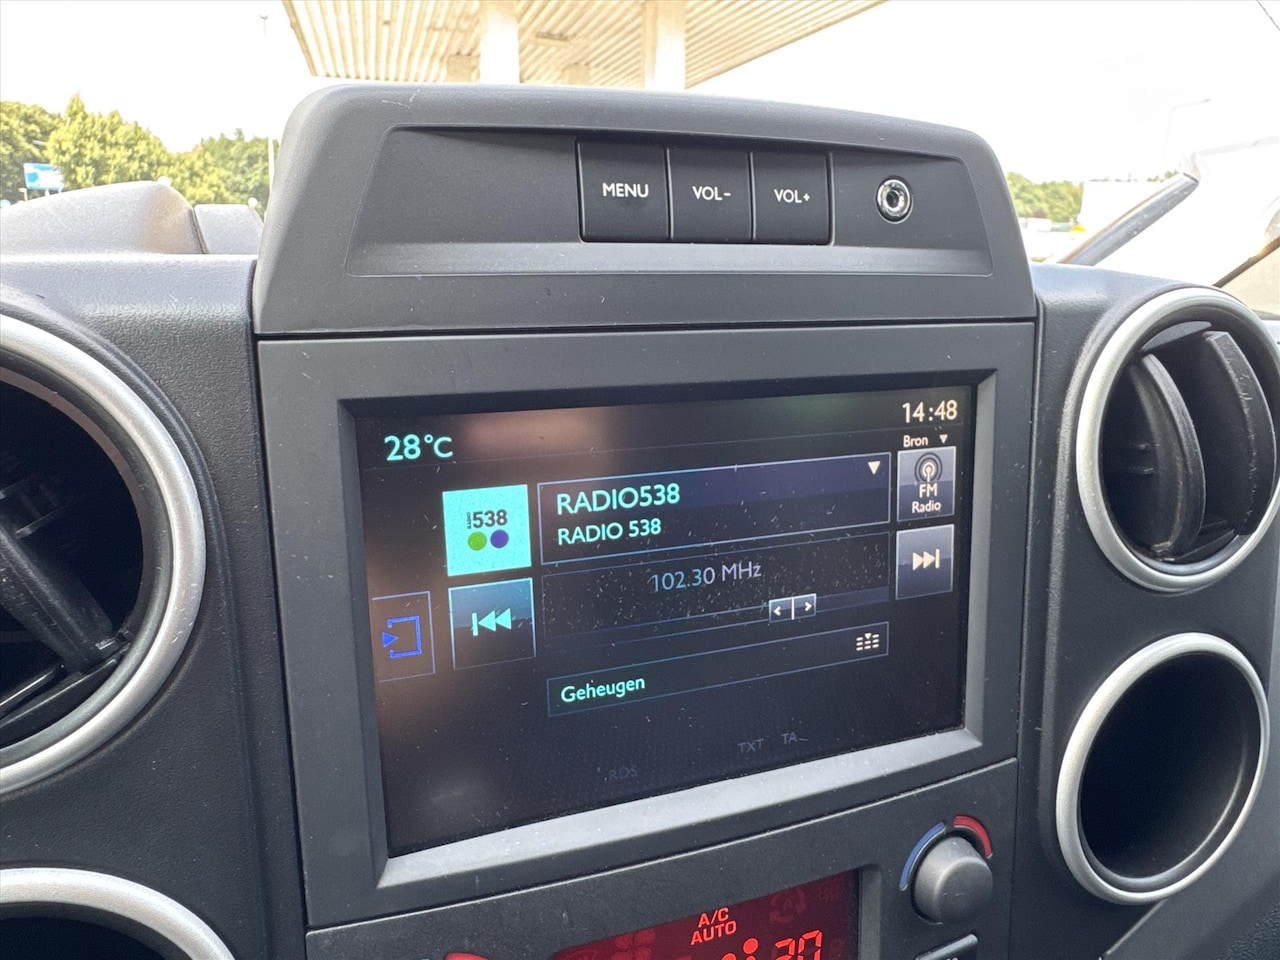 MENU
VOL-
VOL+
28°C
14:48
Bron
RADIO 538
RADIO538
RADIO 538
FM
Radio
102.30 MHz
Geheugen
TXT
TA
RDS
A/C
AUTO